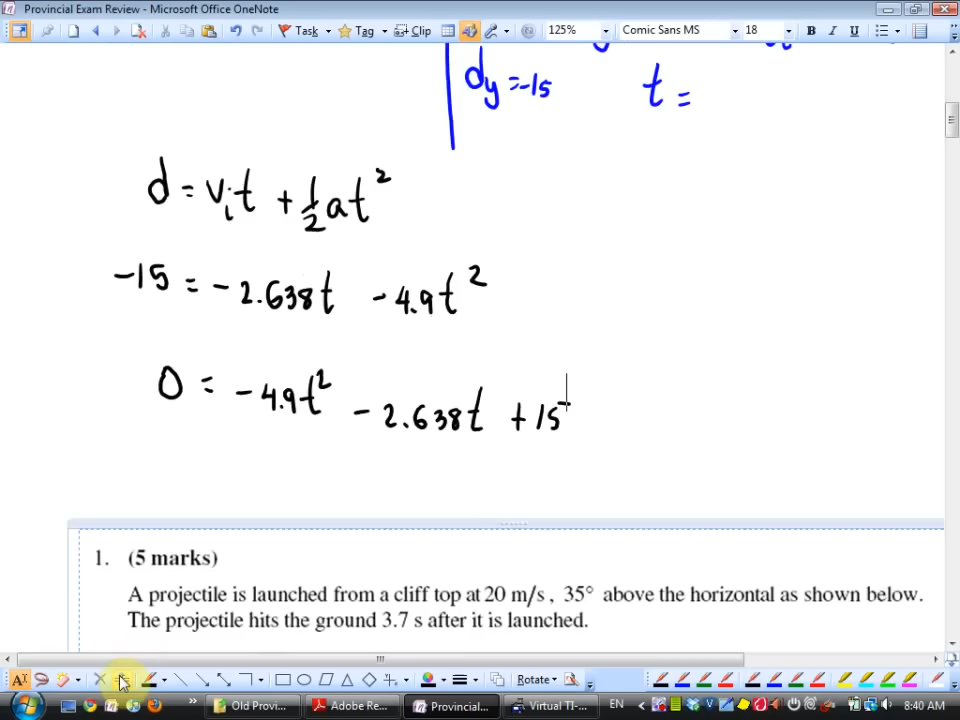 Provincial Exam Review - Microsoft Office OneNote
Task Tag Clip 125% Comic Sans MS 18 B I U
dy = -15 t =
d = vit + 1/2 at²
-15 = - 2.638t - 4.9t²
0 = - 4.9t² - 2.638t + 15
1. (5 marks)
A projectile is launched from a cliff top at 20 m/s, 35° above the horizontal as shown below.
The projectile hits the ground 3.7 s after it is launched.
Rotate
Old Provi... Adobe Re... Provincial... Virtual TI-... EN 8:40 AM